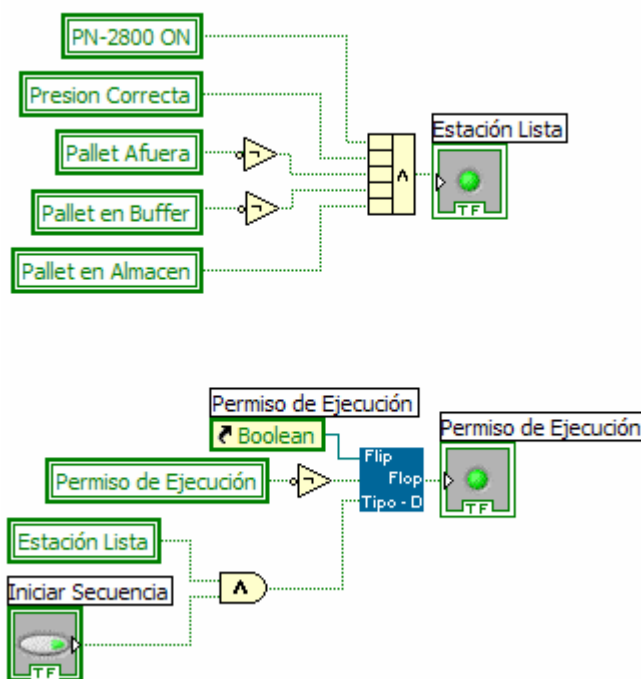 PN-2800 ON
Presion Correcta
Pallet Afuera
Pallet en Buffer
Pallet en Almacen
Estación Lista
TF
Permiso de Ejecución
Boolean
Permiso de Ejecución
Flip
Flop
Tipo - D
Permiso de Ejecución
TF
Estación Lista
Iniciar Secuencia
TF